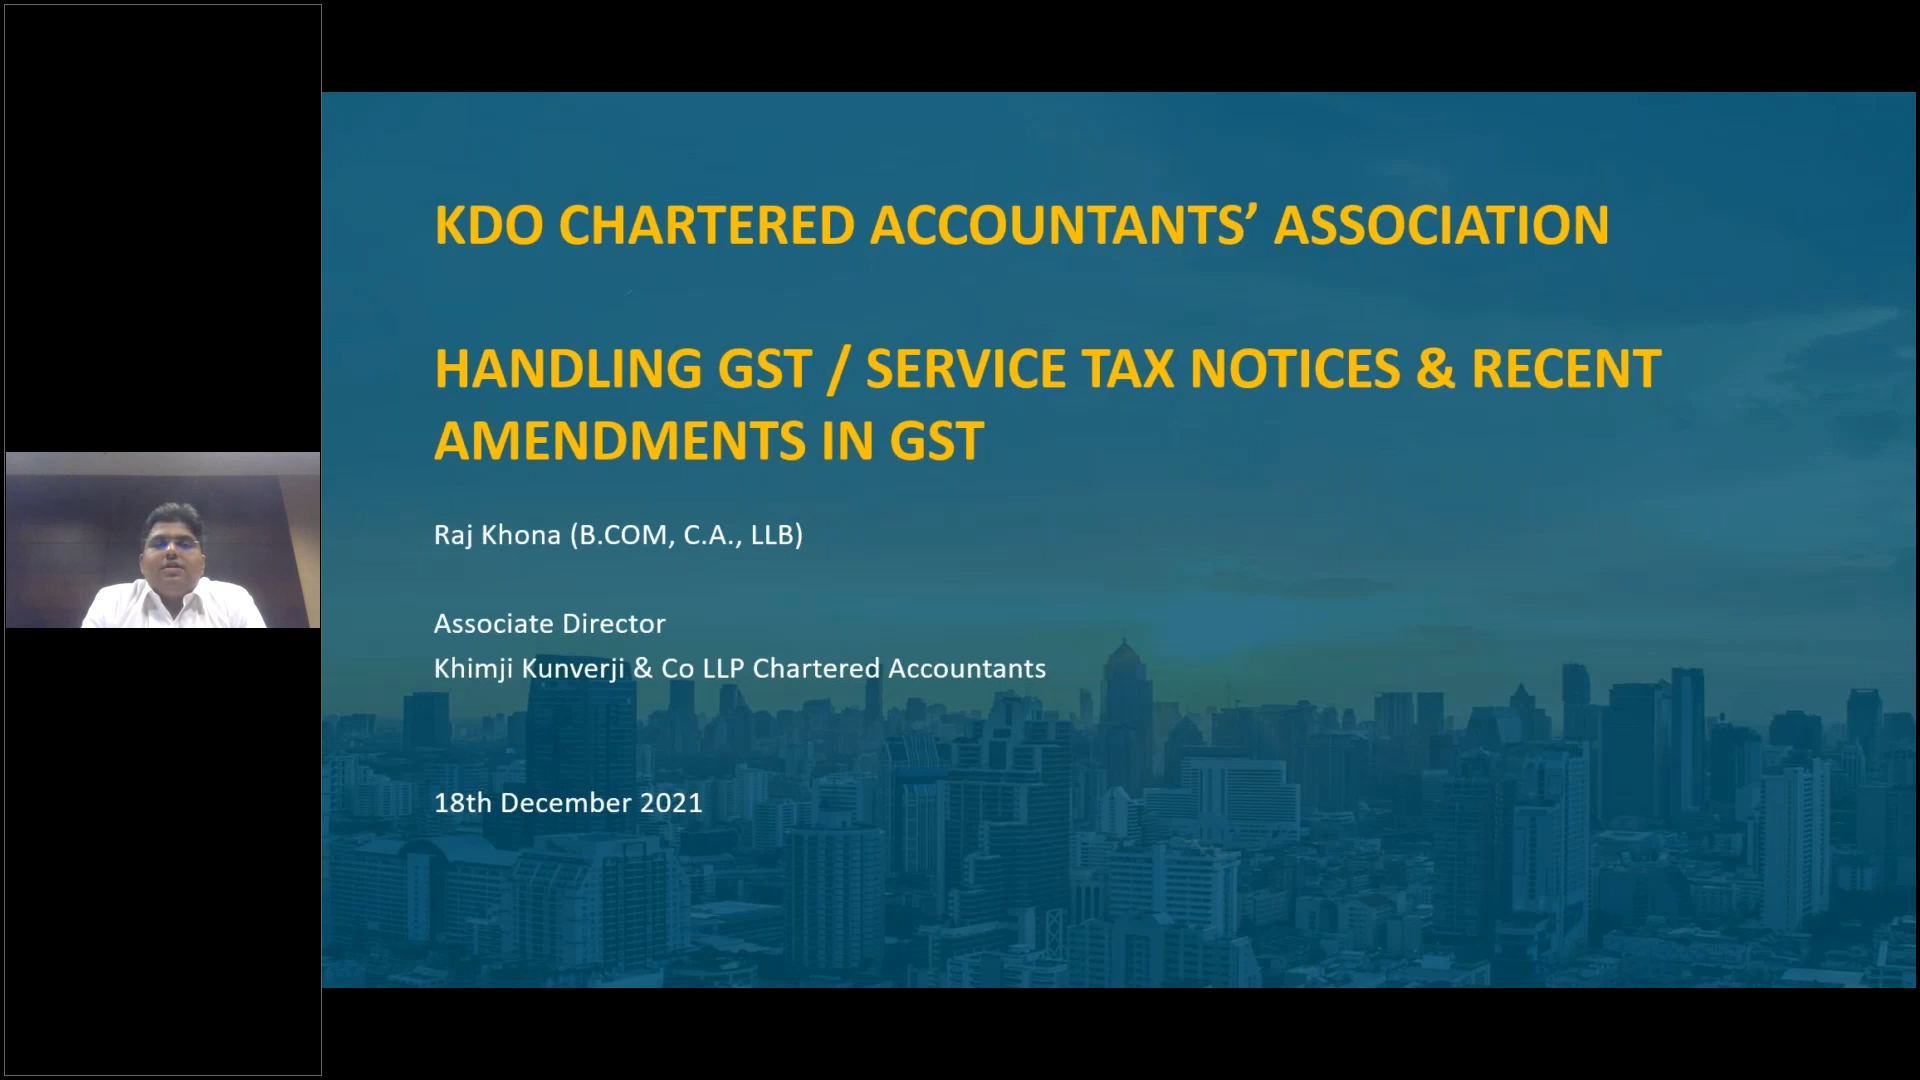 KDO CHARTERED ACCOUNTANTS’ ASSOCIATION
HANDLING GST / SERVICE TAX NOTICES & RECENT
AMENDMENTS IN GST
Raj Khona (B.COM, C.A., LLB)
Associate Director
Khimji Kunverji & Co LLP Chartered Accountants
18th December 2021